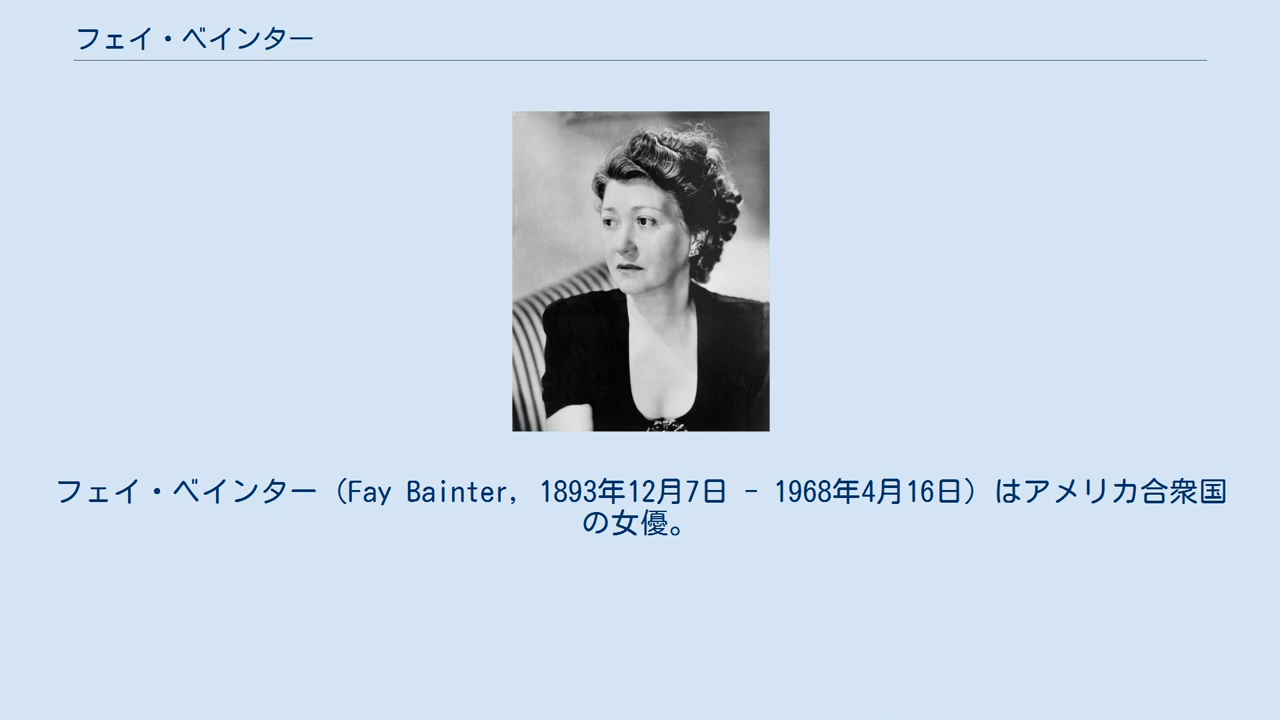 フェイ・ベインター
フェイ・ベインター（Fay Bainter, 1893年12月7日 - 1968年4月16日）はアメリカ合衆国
の女優。